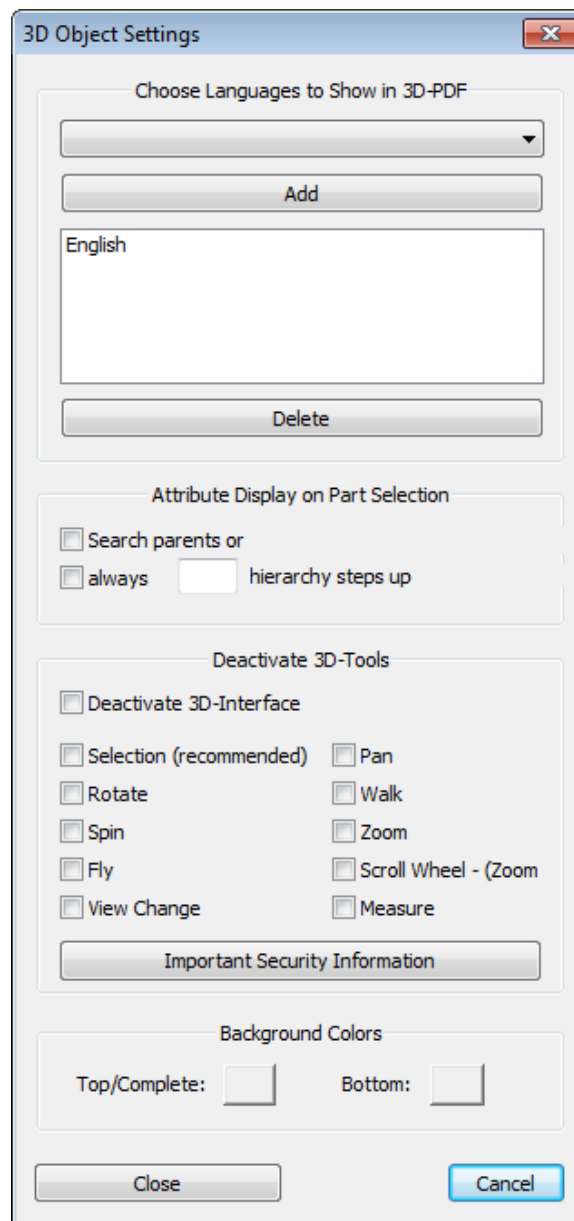 3D Object Settings
Choose Languages to Show in 3D-PDF
Add
English
Delete
Attribute Display on Part Selection
Search parents or
always hierarchy steps up
Deactivate 3D-Tools
Deactivate 3D-Interface
Selection (recommended) Pan
Rotate Walk
Spin Zoom
Fly Scroll Wheel - (Zoom
View Change Measure
Important Security Information
Background Colors
Top/Complete: Bottom:
Close Cancel